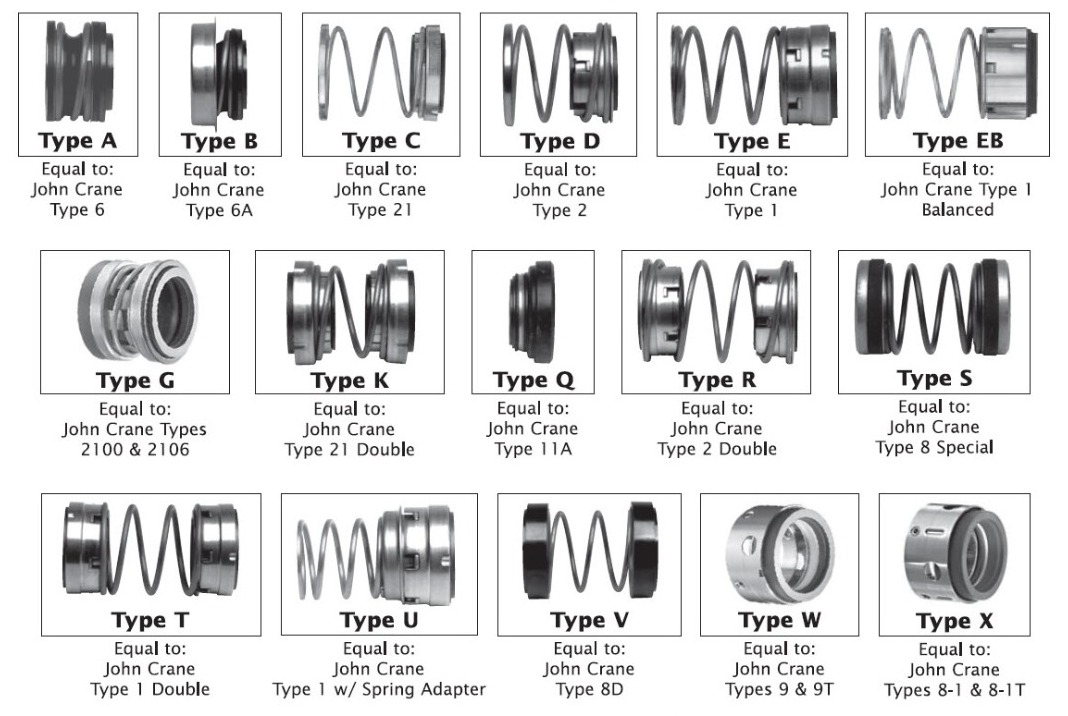 Type A
Equal to:
John Crane
Type 6
Type B
Equal to:
John Crane
Type 6A
Type C
Equal to:
John Crane
Type 21
Type D
Equal to:
John Crane
Type 2
Type E
Equal to:
John Crane
Type 1
Type EB
Equal to:
John Crane Type 1
Balanced
Type G
Equal to:
John Crane Types
2100 & 2106
Type K
Equal to:
John Crane
Type 21 Double
Type Q
Equal to:
John Crane
Type 11A
Type R
Equal to:
John Crane
Type 2 Double
Type S
Equal to:
John Crane
Type 8 Special
Type T
Equal to:
John Crane
Type 1 Double
Type U
Equal to:
John Crane
Type 1 w/ Spring Adapter
Type V
Equal to:
John Crane
Type 8D
Type W
Equal to:
John Crane
Types 9 & 9T
Type X
Equal to:
John Crane
Types 8-1 & 8-1T